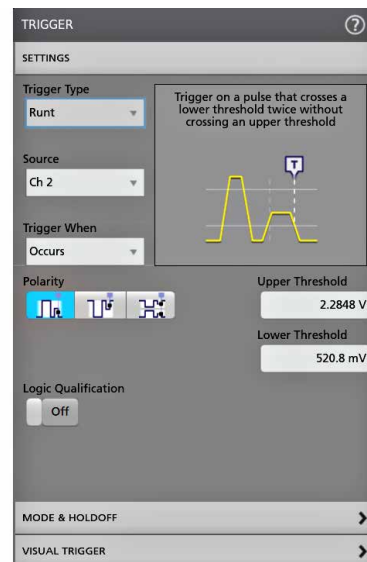 TRIGGER
?
SETTINGS
Trigger Type
Runt
Source
Ch 2
Trigger When
Occurs
Trigger on a pulse that crosses a
lower threshold twice without
crossing an upper threshold
T
Polarity
Upper Threshold
2.2848 V
Lower Threshold
520.8 mV
Logic Qualification
Off
MODE & HOLDOFF
VISUAL TRIGGER